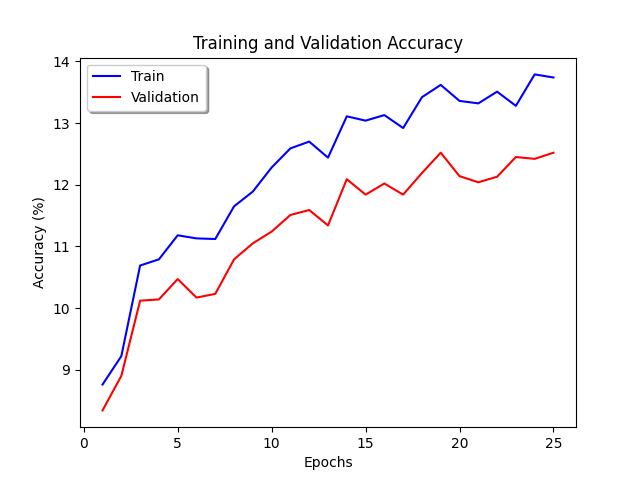 Training and Validation Accuracy
Train
Validation
Accuracy (%)
14
13
12
11
10
9
0 5 10 15 20 25
Epochs